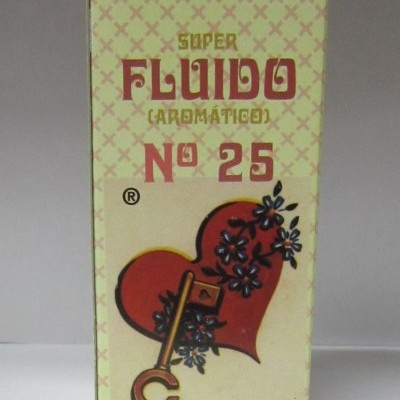 SUPER
FLUIDO
(AROMÁTICO)
Nº 25
®